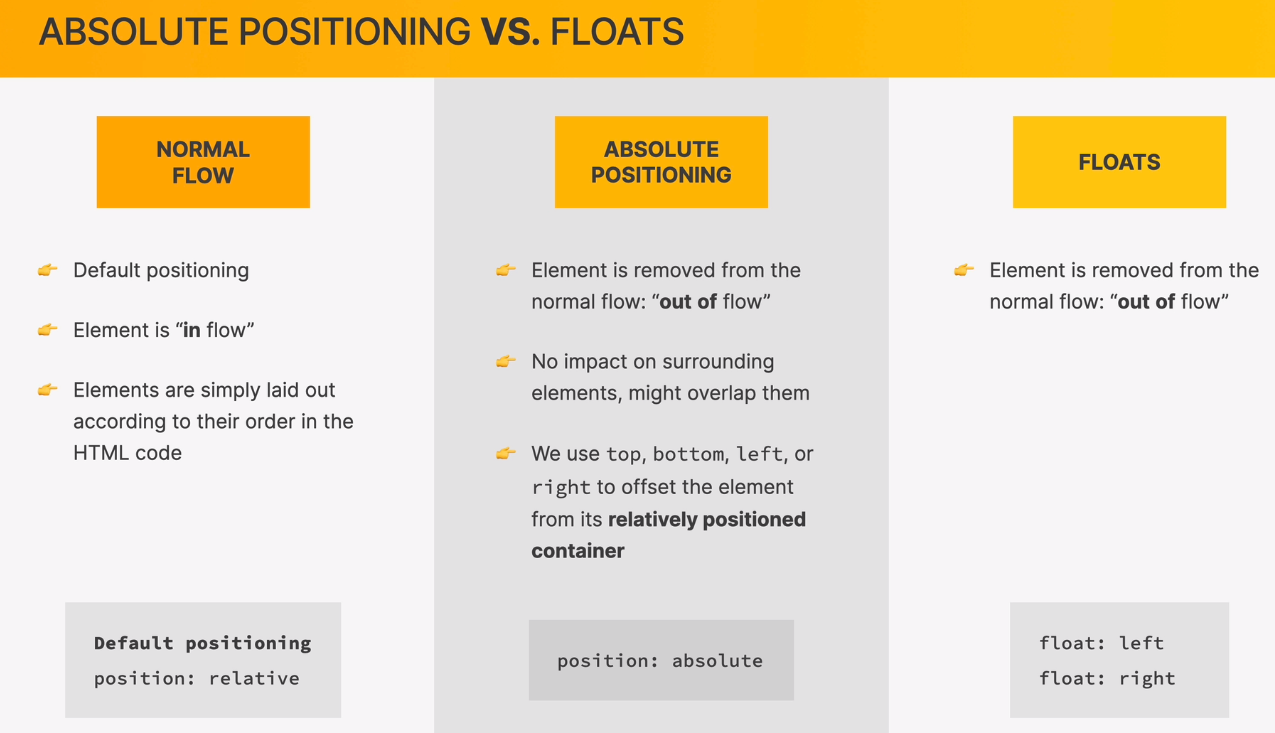 ABSOLUTE POSITIONING VS. FLOATS
NORMAL
FLOW
Default positioning
Element is “in flow”
Elements are simply laid out
according to their order in the
HTML code
Default positioning
position: relative
ABSOLUTE
POSITIONING
Element is removed from the
normal flow: “out of flow”
No impact on surrounding
elements, might overlap them
We use top, bottom, left, or
right to offset the element
from its relatively positioned
container
position: absolute
FLOATS
Element is removed from the
normal flow: “out of flow”
float: left
float: right